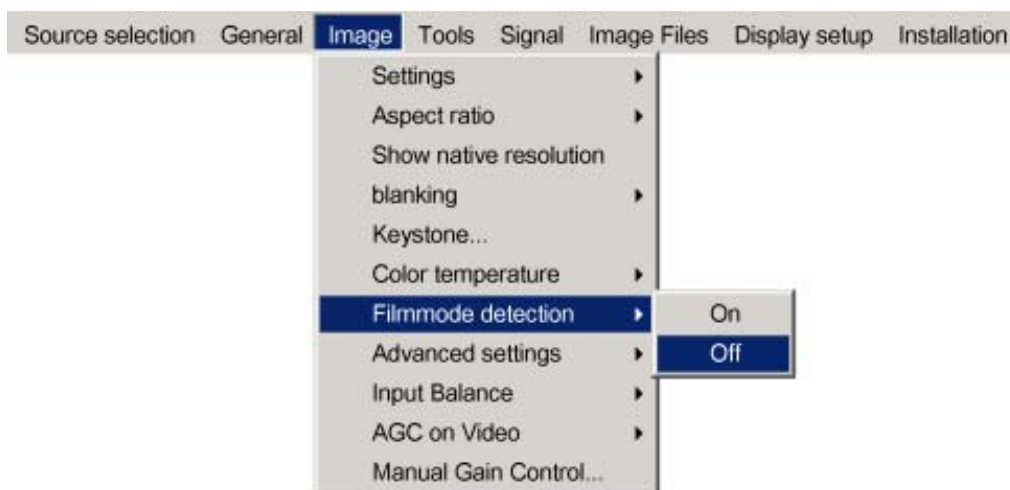 Source selection General Image Tools Signal Image Files Display setup Installation
Settings
Aspect ratio
Show native resolution
blanking
Keystone...
Color temperature
Filmmode detection On
Advanced settings Off
Input Balance
AGC on Video
Manual Gain Control...